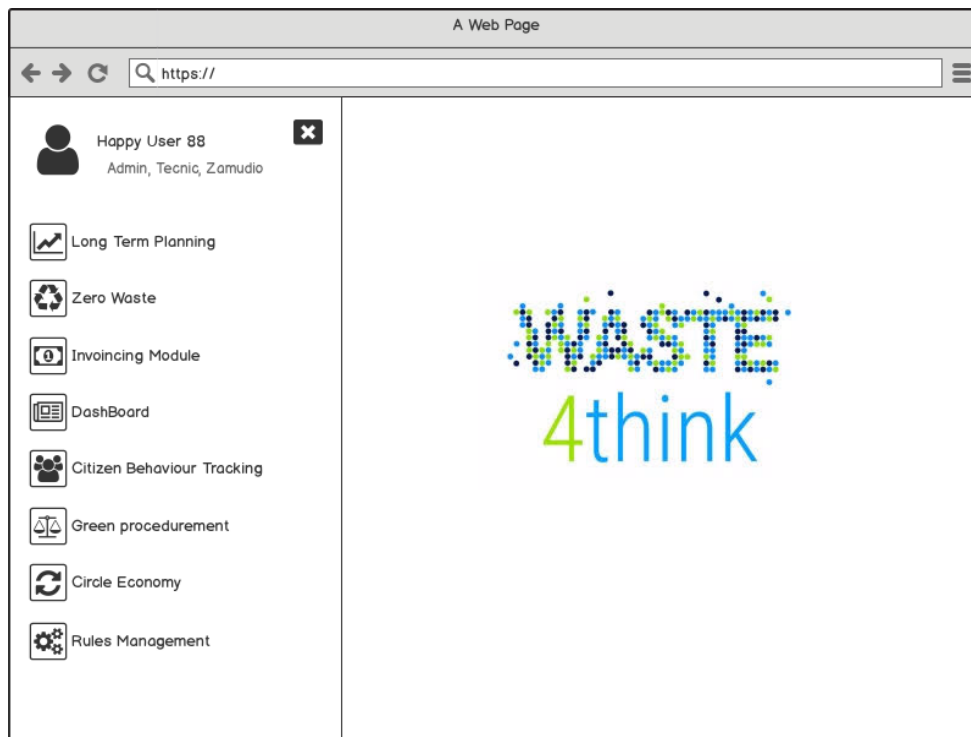 A Web Page
https://
Happy User 88
Admin, Tecnic, Zamudio
Long Term Planning
Zero Waste
Invoincing Module
DashBoard
Citizen Behaviour Tracking
Green procedurement
Circle Economy
Rules Management
WASTE
4think